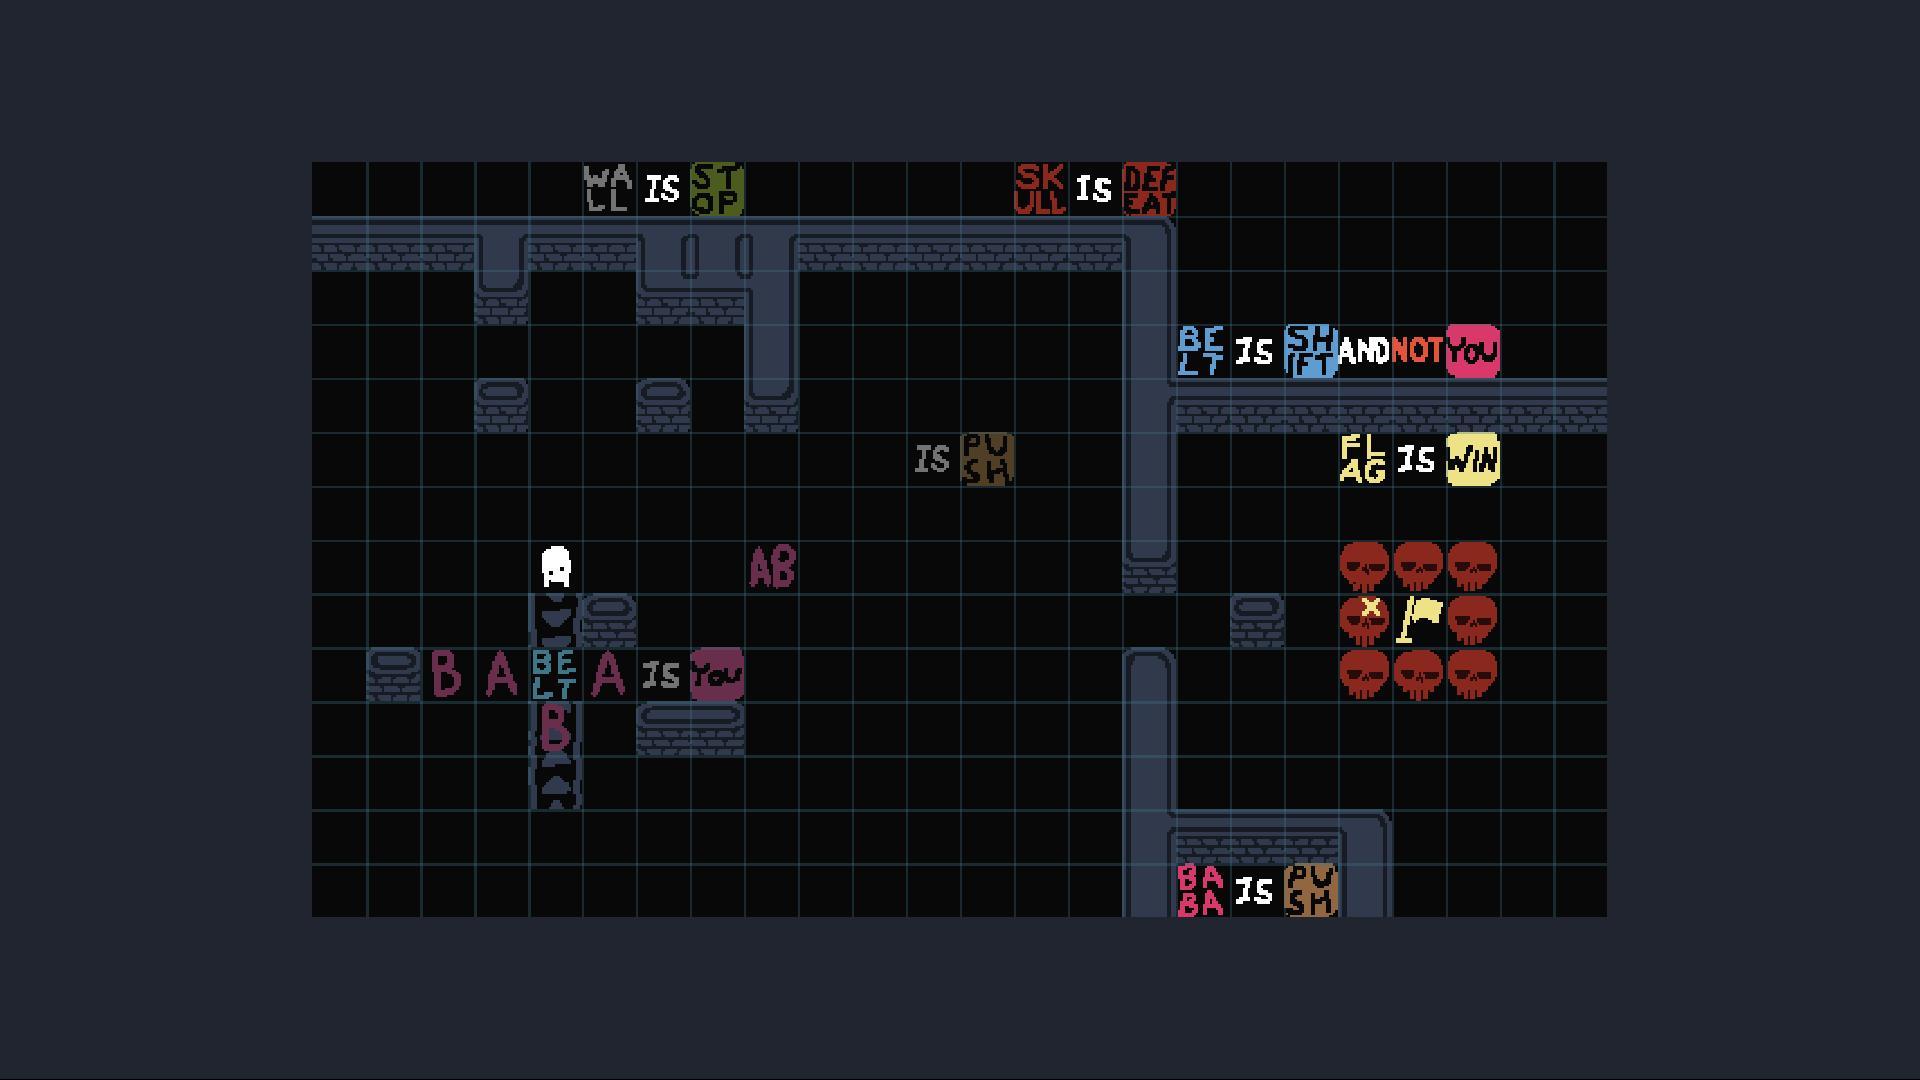 WALL IS STOP
SKULL IS DEFEAT
BELT IS SHIFT AND NOT YOU
IS PUSH
FLAG IS WIN
AB
B A BELT A IS YOU
B
BABA IS PUSH